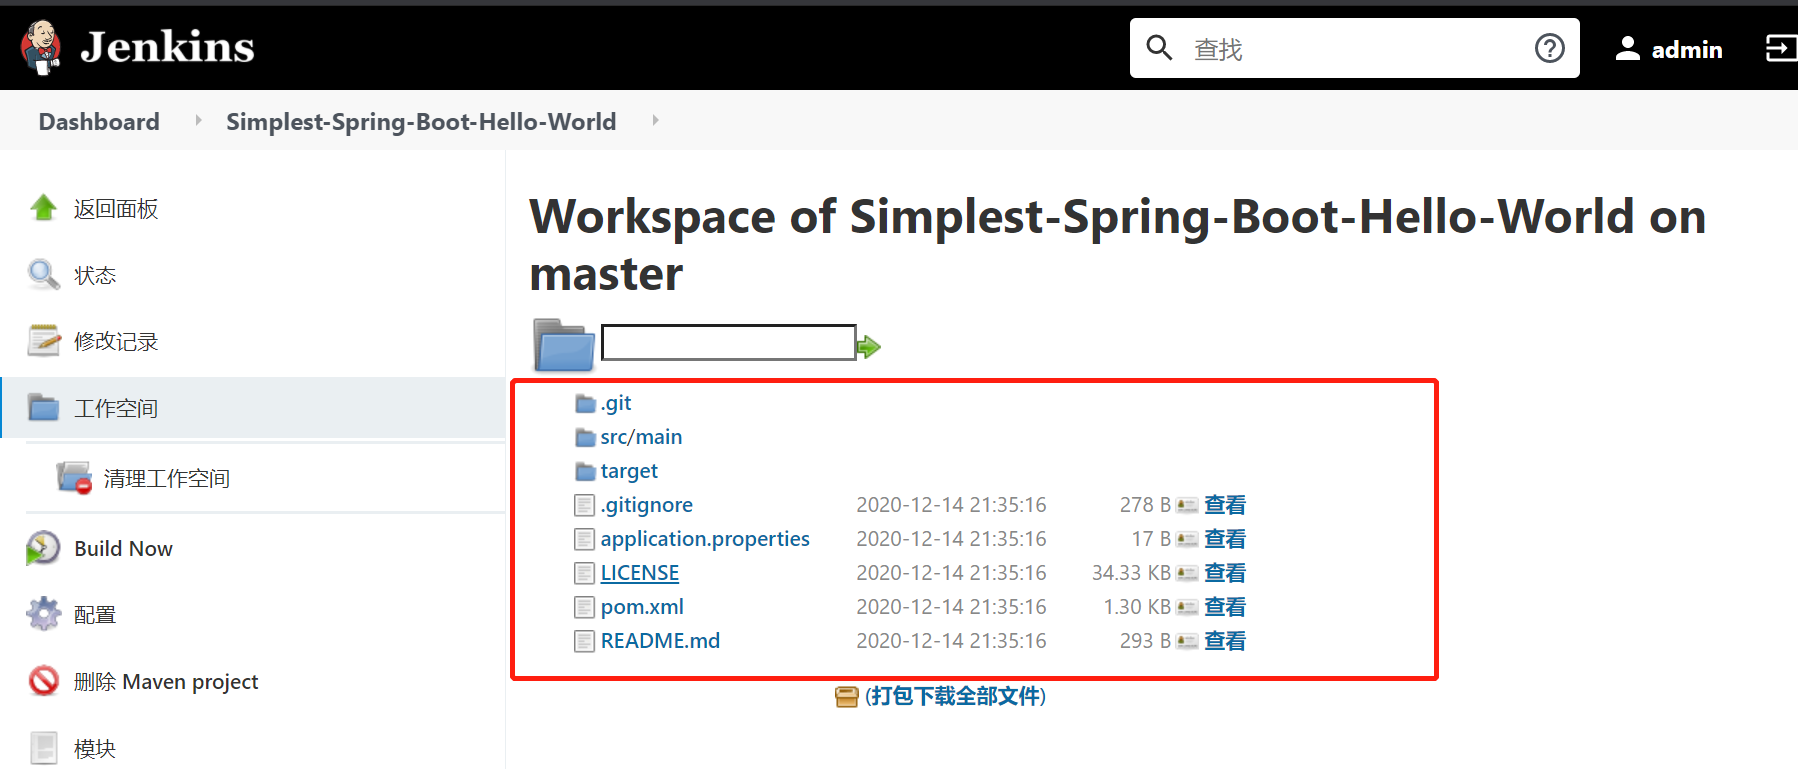 Jenkins
查找
admin
Dashboard
Simplest-Spring-Boot-Hello-World
返回面板
状态
修改记录
工作空间
清理工作空间
Build Now
配置
删除 Maven project
模块
Workspace of Simplest-Spring-Boot-Hello-World on
master
.git
src/main
target
.gitignore 2020-12-14 21:35:16 278 B 查看
application.properties 2020-12-14 21:35:16 17 B 查看
LICENSE 2020-12-14 21:35:16 34.33 KB 查看
pom.xml 2020-12-14 21:35:16 1.30 KB 查看
README.md 2020-12-14 21:35:16 293 B 查看
(打包下载全部文件)